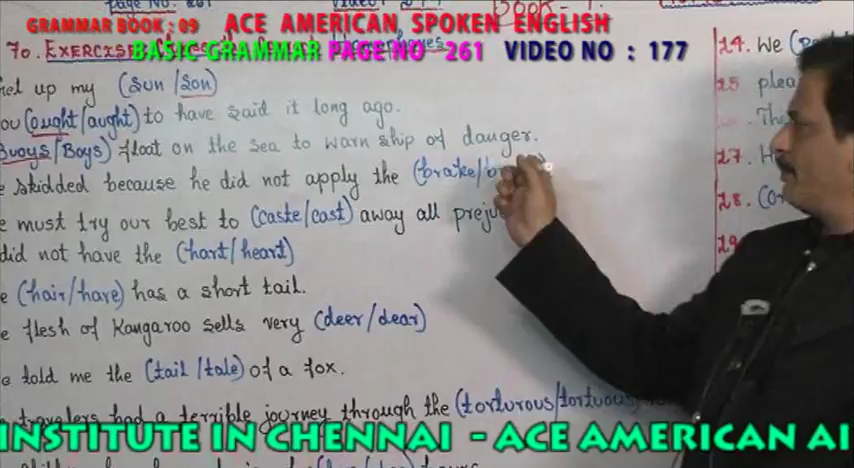 GRAMMAR BOOK : 09 ACE AMERICAN SPOKEN ENGLISH
70. EXERCISE
BASIC GRAMMAR PAGE NO 261 VIDEO NO : 177
up my (sun/son)
(ought/aught) to have said it long ago.
(Buoys/Boys) float on the sea to warn ship of danger.
skidded because he did not apply the (brake/
must try our best to (caste/cast) away all
did not have the (hart/heart)
(hair/hare) has a short tail.
flesh of Kangaroo sells very (deer/dear)
told me the (tail/tale) of a fox.
travelers had a terrible journey through the (torturous/tortuous)
24. We
25
27.
28.
29
INSTITUTE IN CHENNAI - ACE AMERICAN